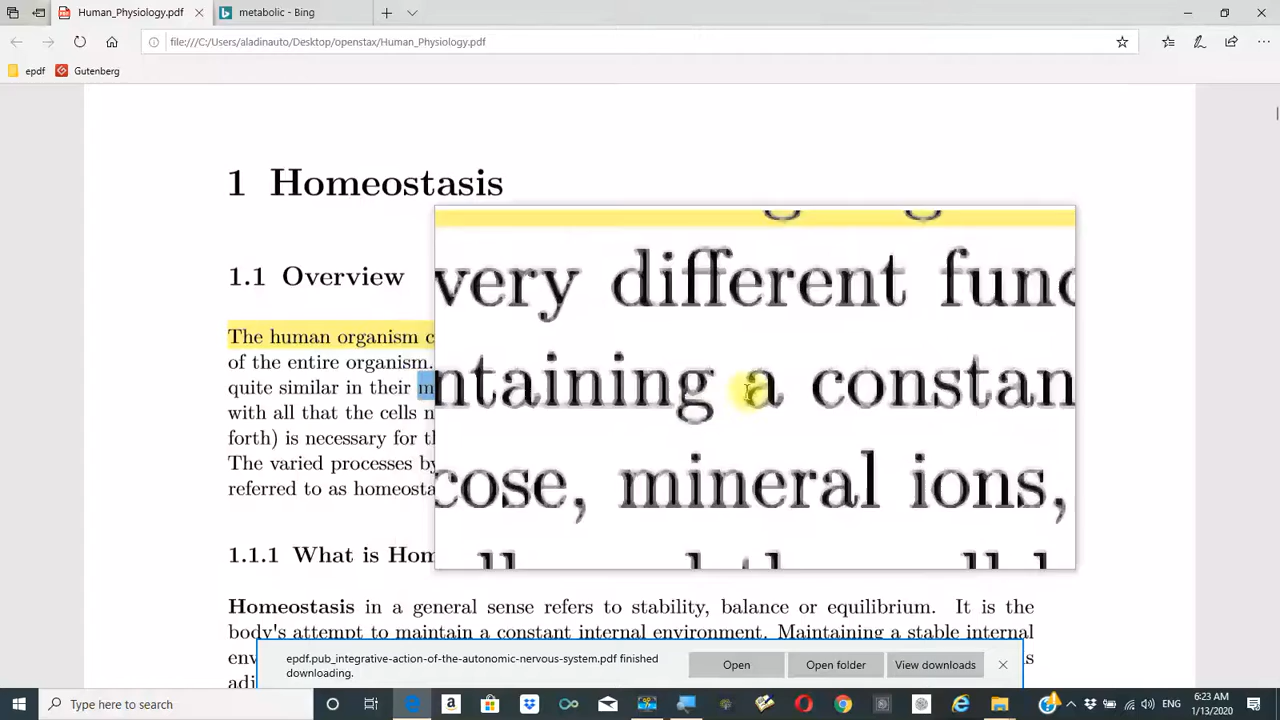 Human_Physiology.pdf
metabolic - Bing
file:///C:/Users/aladinauto/Desktop/openstax/Human_Physiology.pdf
epdf
Gutenberg
1 Homeostasis
1.1 Overview
The human organism c
of the entire organism.
quite similar in their m
with all that the cells n
forth) is necessary for th
The varied processes by
referred to as homeosta
very different func
ntaining a constan
cose, mineral ions,
1.1.1 What is Hom
Homeostasis in a general sense refers to stability, balance or equilibrium. It is the
body's attempt to maintain a constant internal environment. Maintaining a stable internal
env
adj
epdf.pub_integrative-action-of-the-autonomic-nervous-system.pdf finished
downloading.
Open
Open folder
View downloads
Type here to search
6:23 AM
1/13/2020